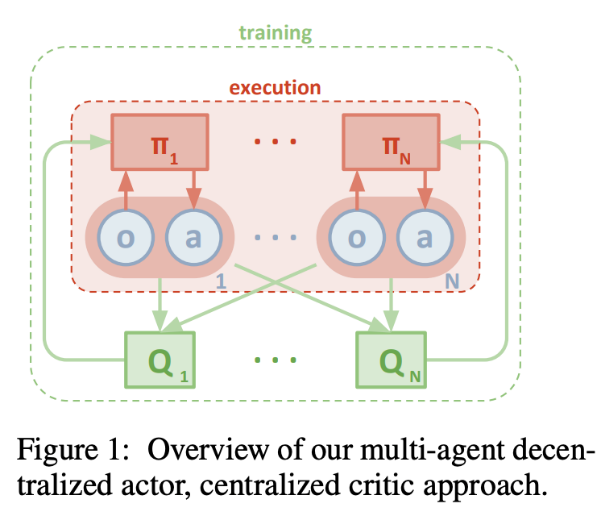 training
execution
π1 · · · πN
o a · · · o a
1 N
Q1 · · · QN
Figure 1: Overview of our multi-agent decen-
tralized actor, centralized critic approach.